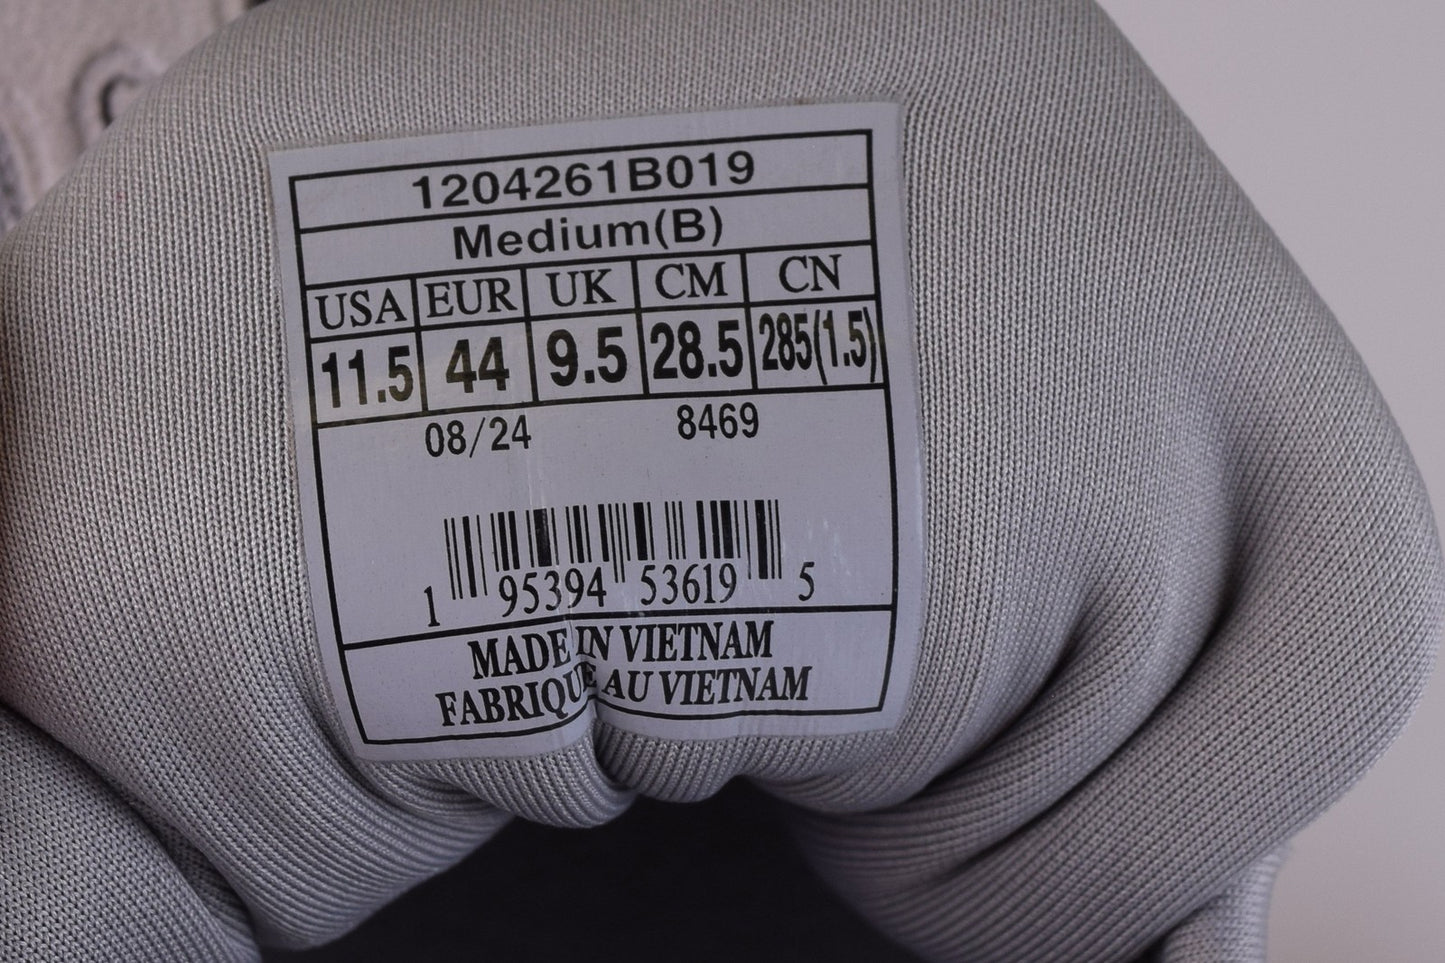 1204261B019
Medium(B)
USA EUR UK CM CN
11.5 44 9.5 28.5 285(1.5)
08/24 8469
1 95394 53619 5
MADE IN VIETNAM
FABRIQUE AU VIETNAM